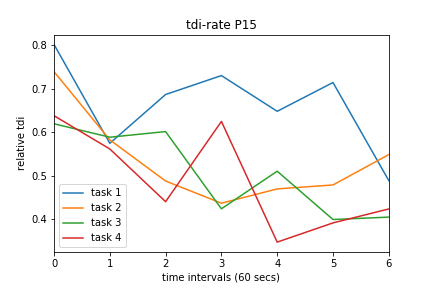 tdi-rate P15
0.8
0.7
0.6
0.5
0.4
relative tdi
task 1
task 2
task 3
task 4
0 1 2 3 4 5 6
time intervals (60 secs)